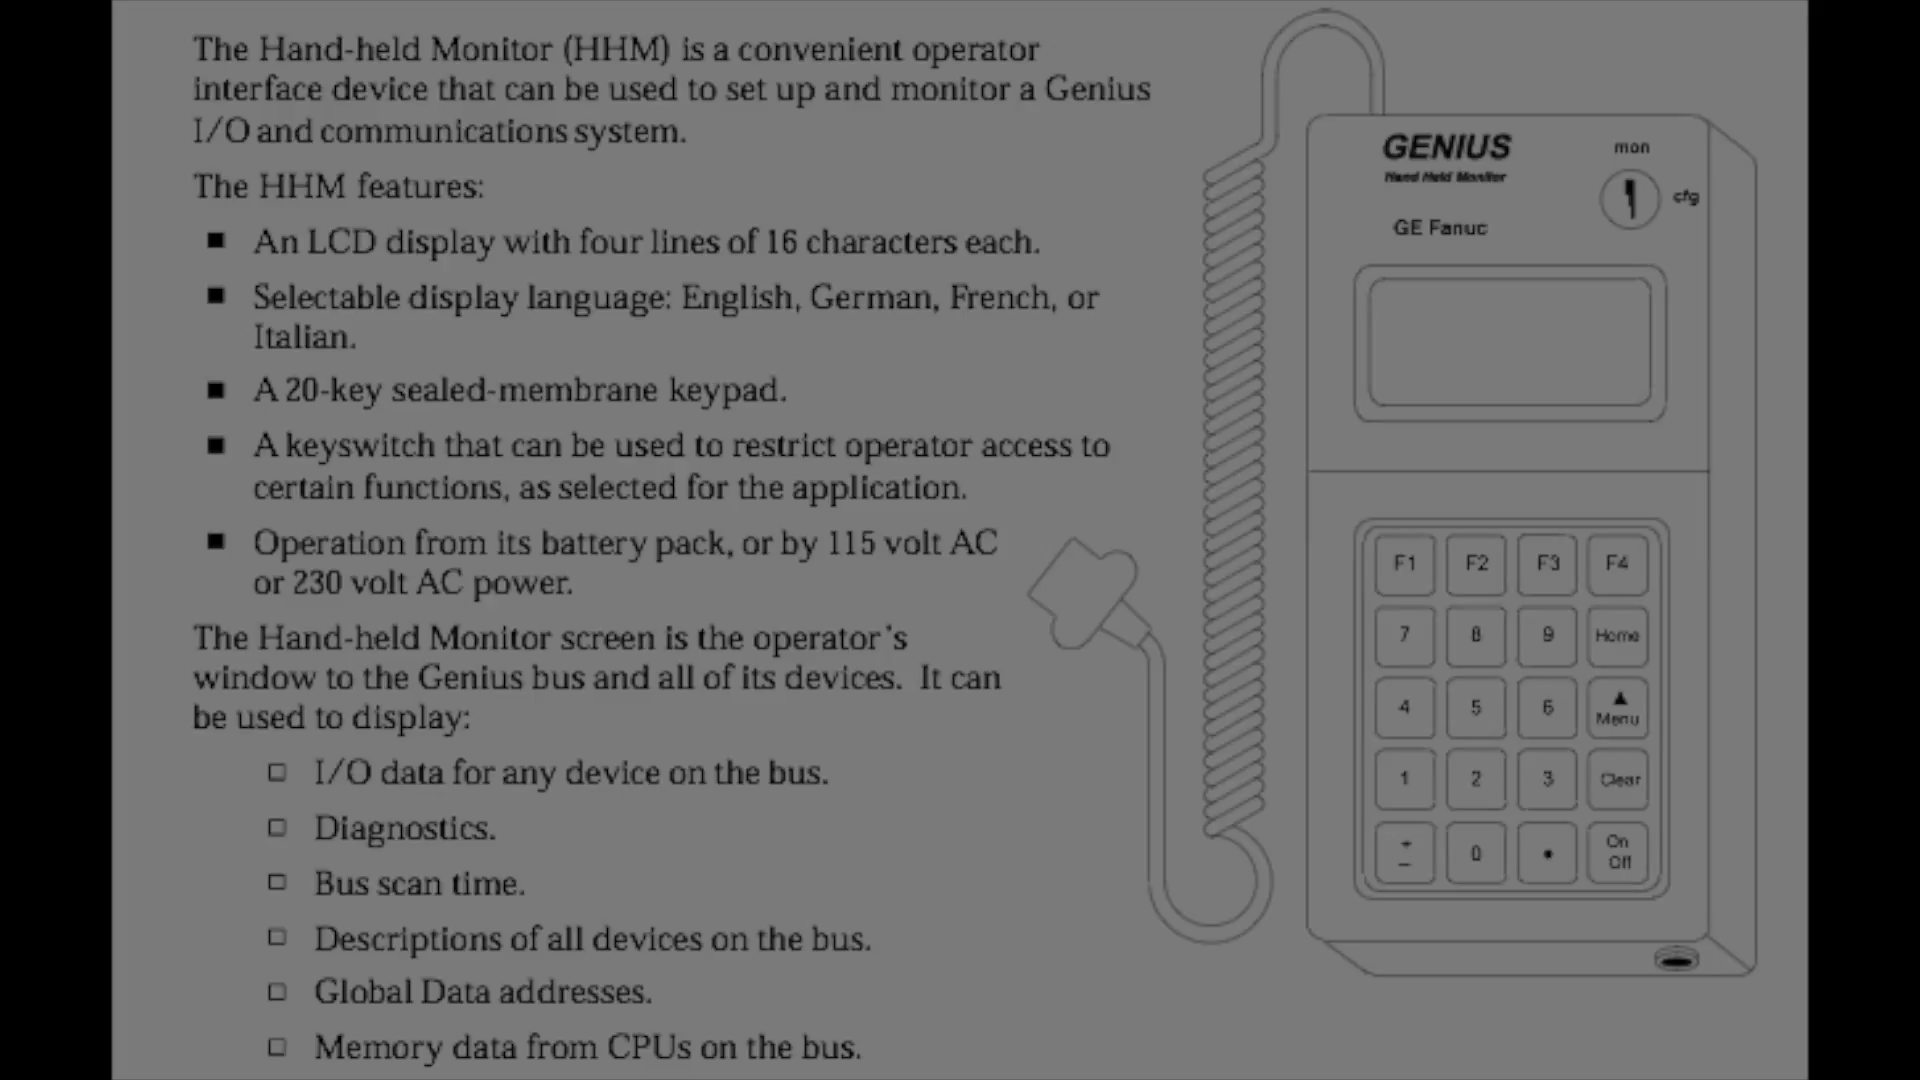 The Hand-held Monitor (HHM) is a convenient operator
interface device that can be used to set up and monitor a Genius
I/O and communications system.
The HHM features:
■ An LCD display with four lines of 16 characters each.
■ Selectable display language: English, German, French, or
Italian.
■ A 20-key sealed-membrane keypad.
■ A keyswitch that can be used to restrict operator access to
certain functions, as selected for the application.
■ Operation from its battery pack, or by 115 volt AC
or 230 volt AC power.
The Hand-held Monitor screen is the operator's
window to the Genius bus and all of its devices. It can
be used to display:
□ I/O data for any device on the bus.
□ Diagnostics.
□ Bus scan time.
□ Descriptions of all devices on the bus.
□ Global Data addresses.
□ Memory data from CPUs on the bus.
GENIUS
mon
Hand Held Monitor
cfg
GE Fanuc
F1 F2 F3 F4
7 8 9 Home
4 5 6 ▲
Menu
1 2 3 Clear
+
−
0 • On
Off